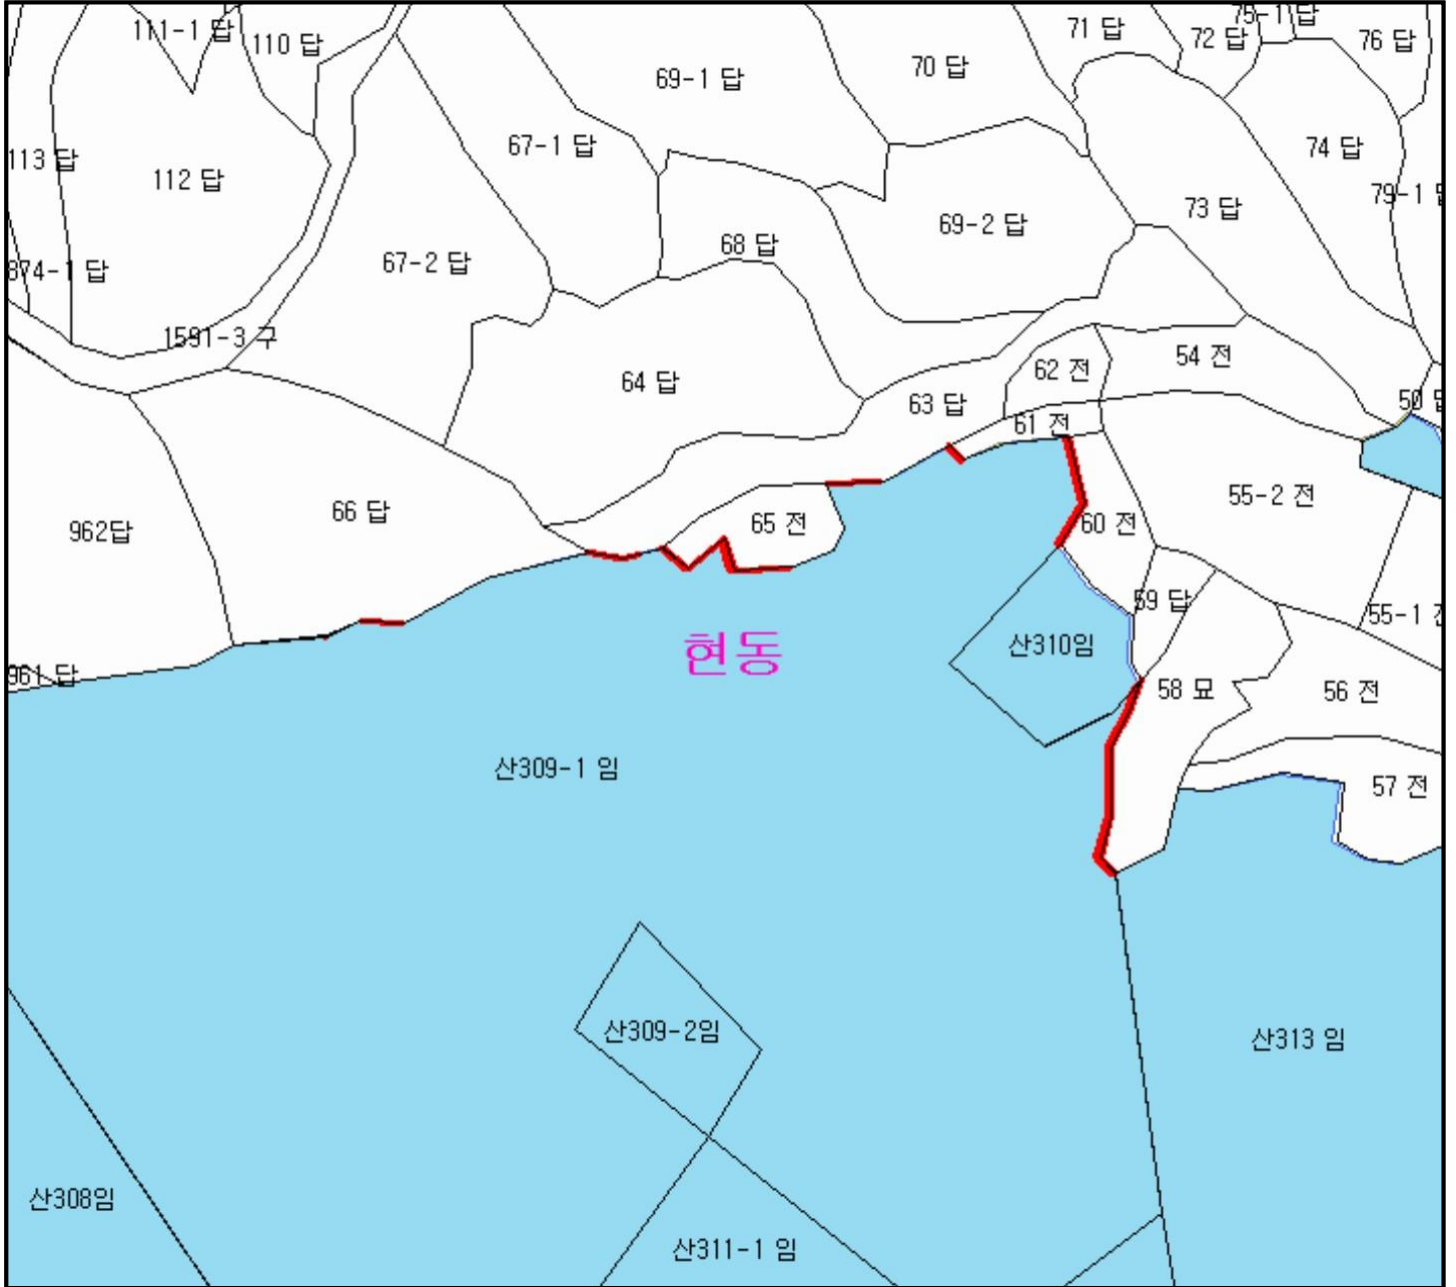 111-1 답
110 답
71 답
75-1 답
72 답
76 답
69-1 답
70 답
113 답
112 답
67-1 답
74 답
79-1
73 답
69-2 답
68 답
67-2 답
874-1 답
1591-3 구
64 답
62 전
54 전
63 답
50
61 전
66 답
962답
65 전
60 전
55-2 전
59 답
55-1
산310임
현동
961 답
58 묘
56 전
산309-1 임
57 전
산309-2임
산313 임
산308임
산311-1 임